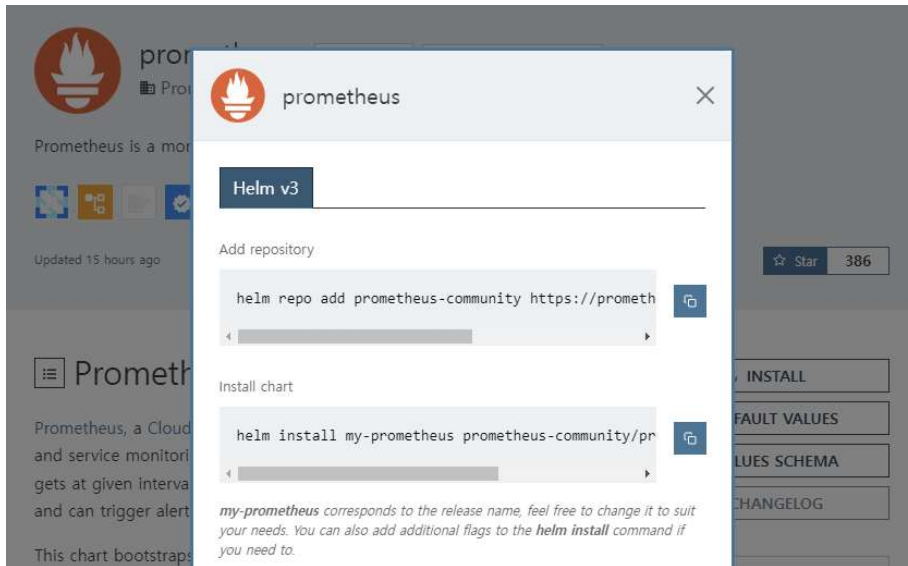 prometheus
Prometheus is a mor
Updated 15 hours ago
Star 386
prometheus
Helm v3
Add repository
helm repo add prometheus-community https://prometh
Install chart
helm install my-prometheus prometheus-community/pr
my-prometheus corresponds to the release name, feel free to change it to suit
your needs. You can also add additional flags to the helm install command if
you need to.
Prometh
Prometheus, a Cloud
and service monitori
gets at given interva
and can trigger alert
This chart bootstraps
INSTALL
FAULT VALUES
LUES SCHEMA
CHANGELOG